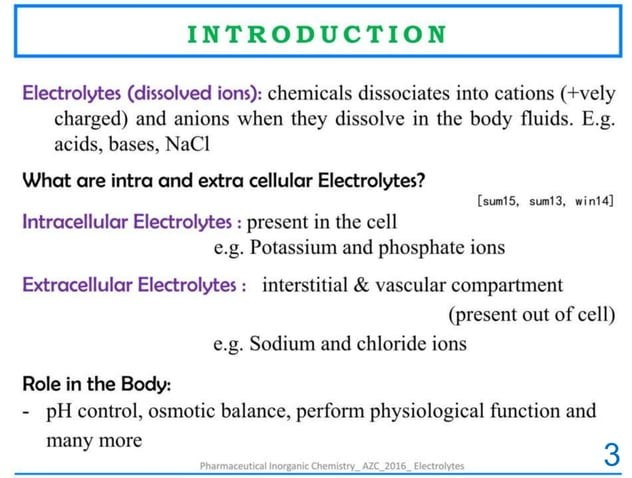 INTRODUCTION
Electrolytes (dissolved ions): chemicals dissociates into cations (+vely
charged) and anions when they dissolve in the body fluids. E.g.
acids, bases, NaCl
What are intra and extra cellular Electrolytes?
[sum15, sum13, win14]
Intracellular Electrolytes : present in the cell
e.g. Potassium and phosphate ions
Extracellular Electrolytes : interstitial & vascular compartment
(present out of cell)
e.g. Sodium and chloride ions
Role in the Body:
- pH control, osmotic balance, perform physiological function and
many more
Pharmaceutical Inorganic Chemistry_ AZC_2016_ Electrolytes
3